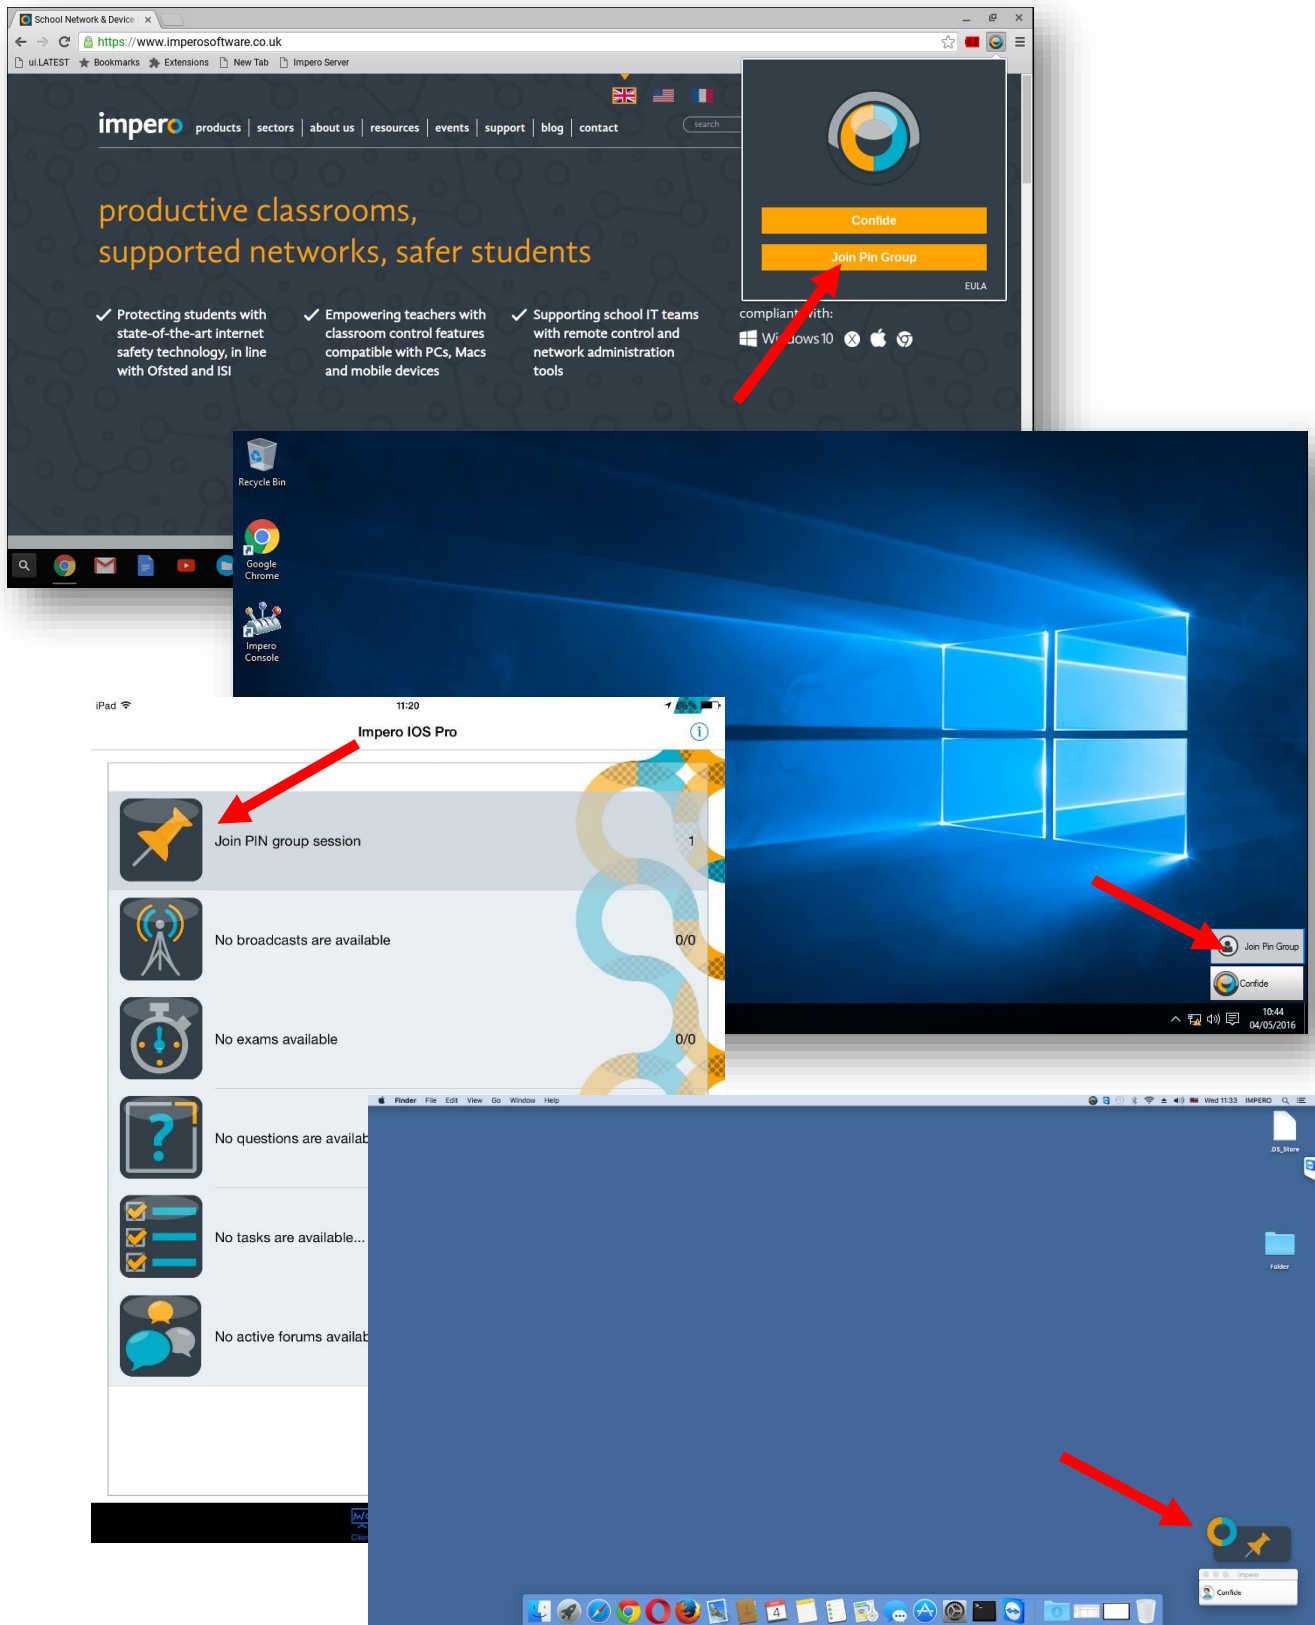 School Network & Device
https://www.imperosoftware.co.uk
ui.LATEST Bookmarks Extensions New Tab Impero Server
impero products sectors about us resources events support blog contact search
productive classrooms,
supported networks, safer students
Protecting students with
state-of-the-art internet
safety technology, in line
with Ofsted and ISI
Empowering teachers with
classroom control features
compatible with PCs, Macs
and mobile devices
Supporting school IT teams
with remote control and
network administration
tools
Confide
Join Pin Group
EULA
compliant with:
Windows 10
Recycle Bin
Google
Chrome
Impero
Console
Join Pin Group
Confide
10:44
04/05/2016
iPad 11:20 86%
Impero IOS Pro
Join PIN group session 1
No broadcasts are available 0/0
No exams available 0/0
No questions are availab
No tasks are available...
No active forums availab
Finder File Edit View Go Window Help Wed 11:33 IMPERO
.DS_Store
Folder
Impero
Confide
4